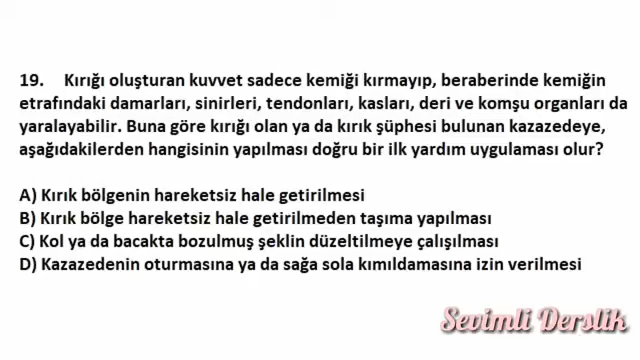 19. Kırığı oluşturan kuvvet sadece kemiği kırmayıp, beraberinde kemiğin
etrafındaki damarları, sinirleri, tendonları, kasları, deri ve komşu organları da
yaralayabilir. Buna göre kırığı olan ya da kırık şüphesi bulunan kazazedeye,
aşağıdakilerden hangisinin yapılması doğru bir ilk yardım uygulaması olur?
A) Kırık bölgenin hareketsiz hale getirilmesi
B) Kırık bölge hareketsiz hale getirilmeden taşıma yapılması
C) Kol ya da bacakta bozulmuş şeklin düzeltilmeye çalışılması
D) Kazazedenin oturmasına ya da sağa sola kımıldamasına izin verilmesi
Sevimli Derslik